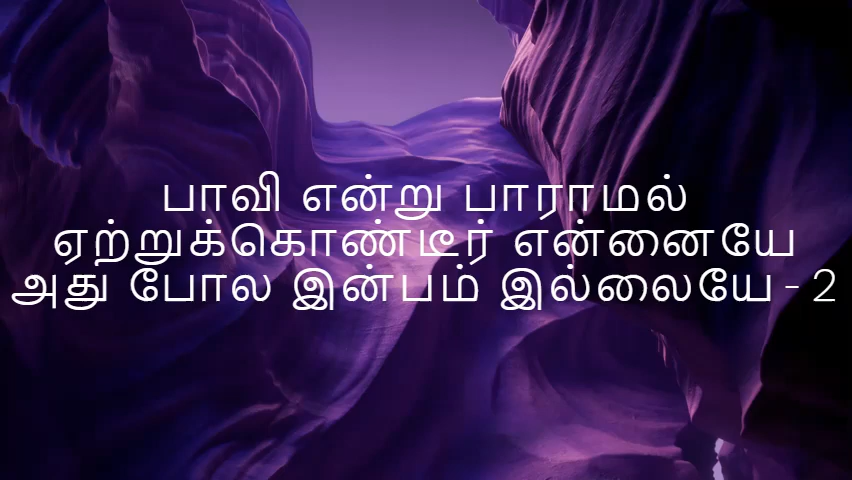 பாவி என்று பாராமல்
ஏற்றுக்கொண்டீர் என்னையே
அது போல இன்பம் இல்லையே - 2